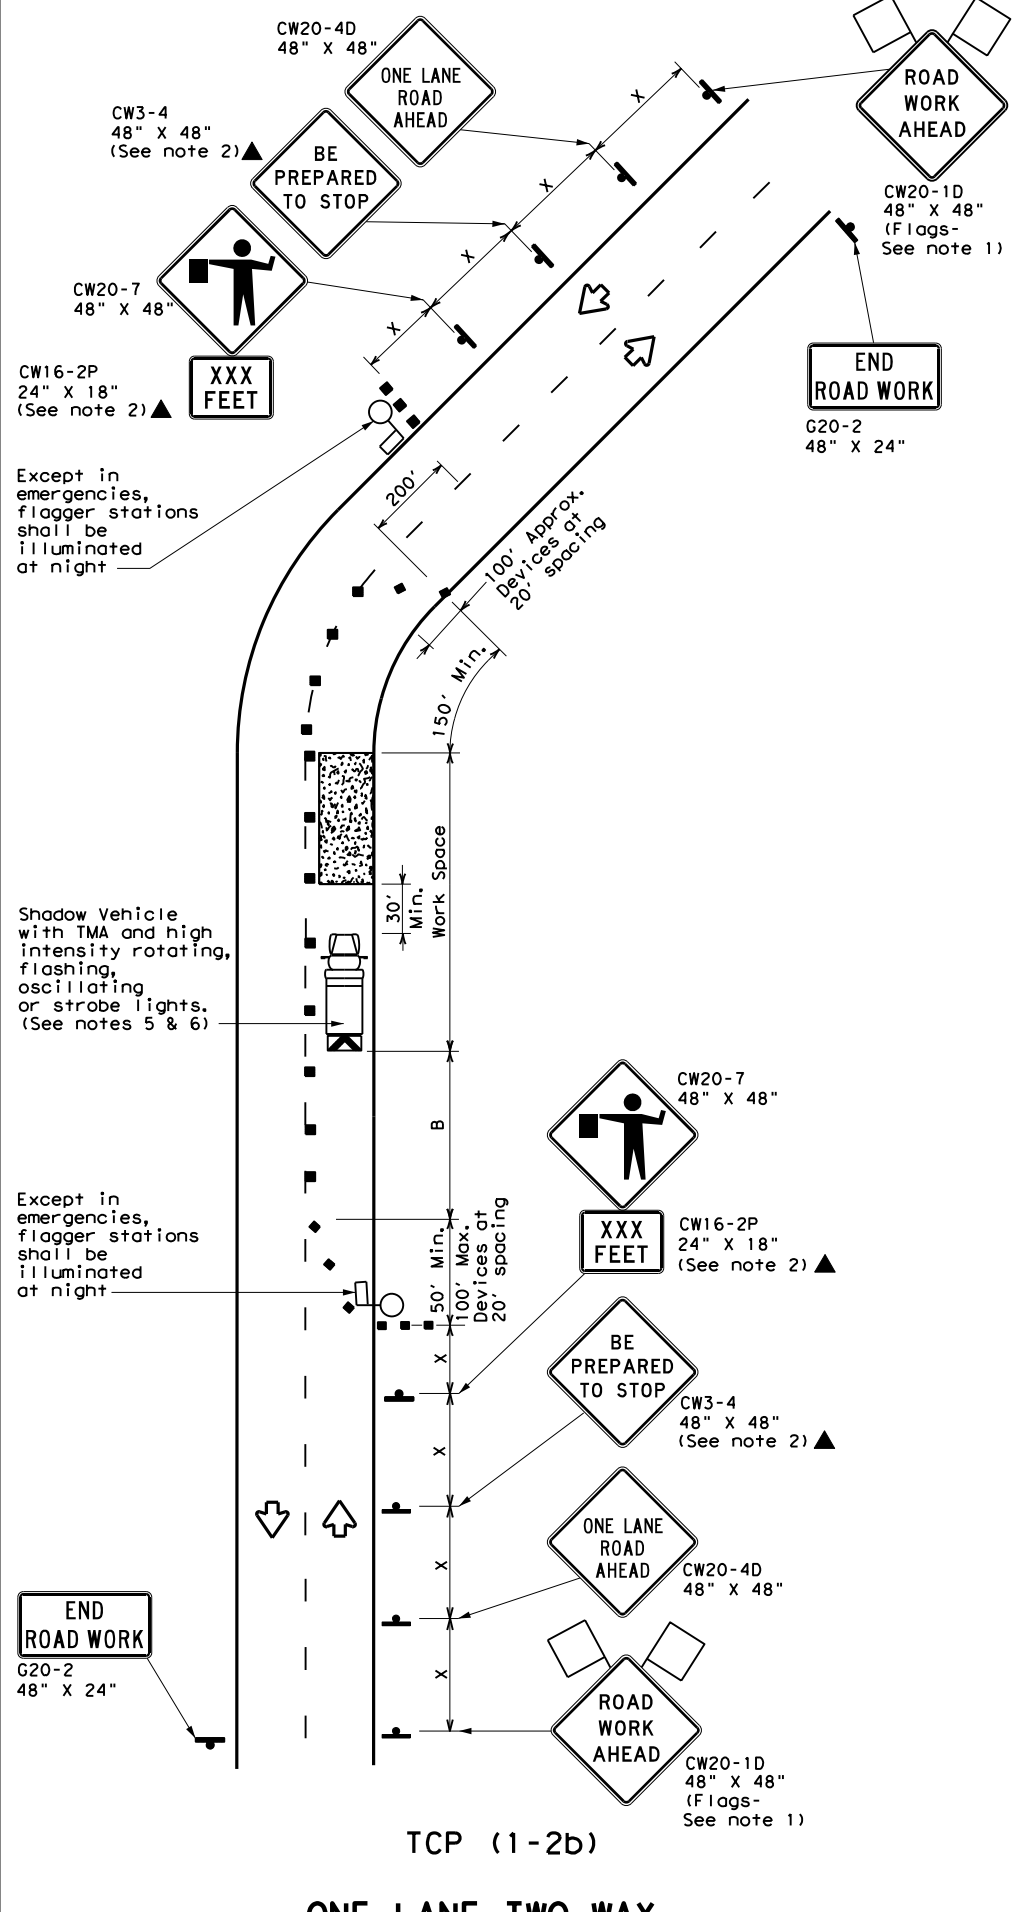 CW20-4D
48" X 48"
ONE LANE
ROAD
AHEAD
ROAD
WORK
AHEAD
CW20-1D
48" X 48"
(Flags-
See note 1)
CW3-4
48" X 48"
(See note 2)
BE
PREPARED
TO STOP
X
X
X
X
CW20-7
48" X 48"
XXX
FEET
CW16-2P
24" X 18"
(See note 2)
END
ROAD WORK
G20-2
48" X 24"
Except in
emergencies,
flagger stations
shall be
illuminated
at night
200'
100' Approx.
Devices at
20' spacing
150' Min.
Work Space
30'
Min.
Shadow Vehicle
with TMA and high
intensity rotating,
flashing,
oscillating
or strobe lights.
(See notes 5 & 6)
B
CW20-7
48" X 48"
XXX
FEET
CW16-2P
24" X 18"
(See note 2)
Except in
emergencies,
flagger stations
shall be
illuminated
at night
50' Min.
100' Max.
Devices at
20' spacing
X
X
X
X
BE
PREPARED
TO STOP
CW3-4
48" X 48"
(See note 2)
ONE LANE
ROAD
AHEAD
CW20-4D
48" X 48"
END
ROAD WORK
G20-2
48" X 24"
ROAD
WORK
AHEAD
CW20-1D
48" X 48"
(Flags-
See note 1)
TCP (1-2b)
ONE LANE TWO WAY